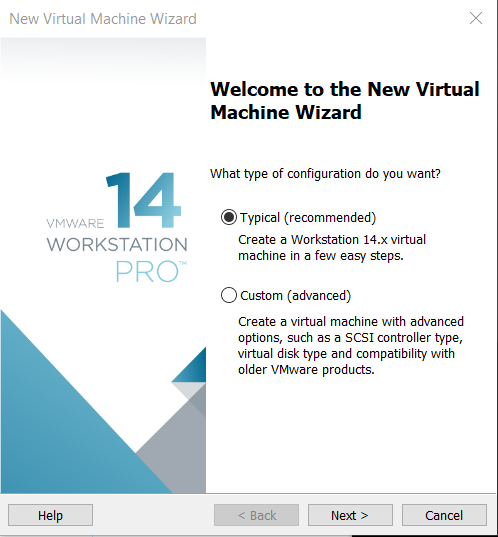 New Virtual Machine Wizard
Welcome to the New Virtual
Machine Wizard
What type of configuration do you want?
VMWARE 14
WORKSTATION
PRO™
Typical (recommended)
Create a Workstation 14.x virtual
machine in a few easy steps.
Custom (advanced)
Create a virtual machine with advanced
options, such as a SCSI controller type,
virtual disk type and compatibility with
older VMware products.
Help
< Back
Next >
Cancel